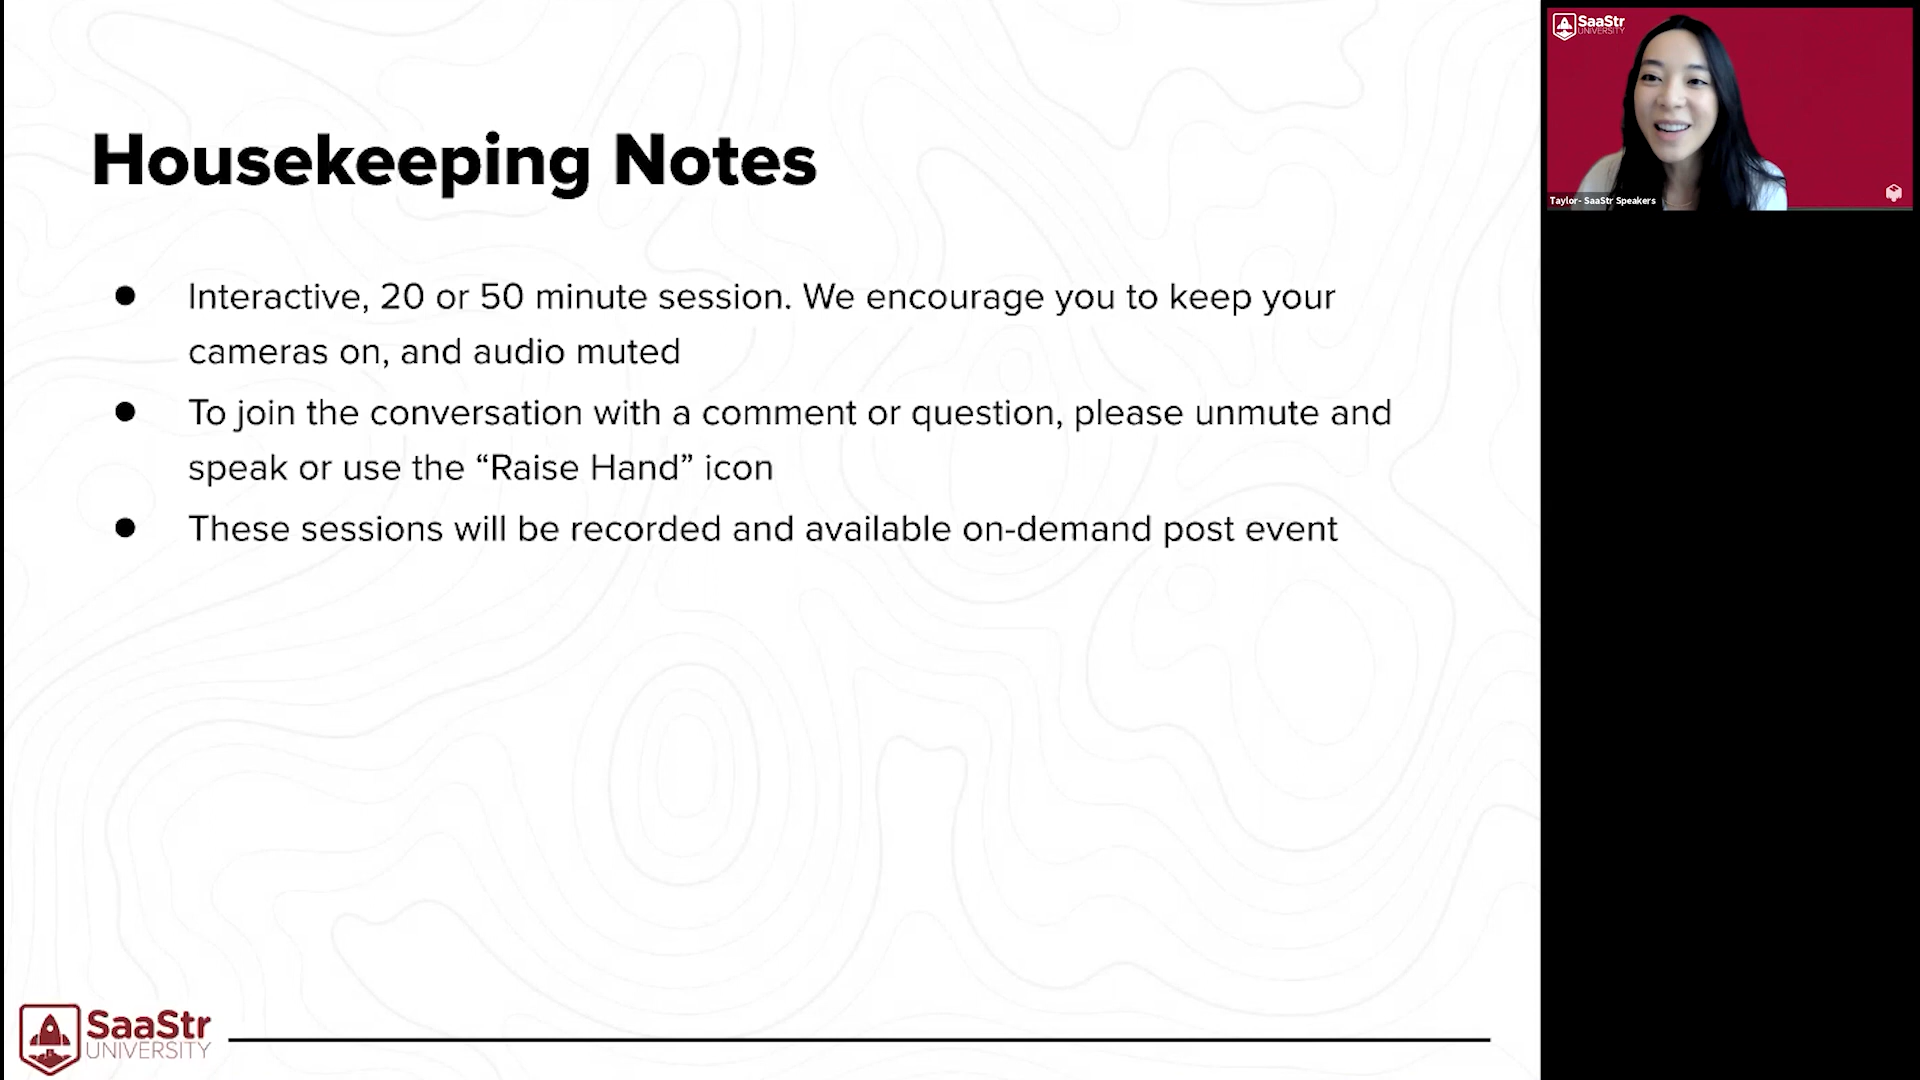 Housekeeping Notes
● Interactive, 20 or 50 minute session. We encourage you to keep your
cameras on, and audio muted
● To join the conversation with a comment or question, please unmute and
speak or use the “Raise Hand” icon
● These sessions will be recorded and available on-demand post event
SaaStr
UNIVERSITY
SaaStr
UNIVERSITY
Taylor- SaaStr Speakers